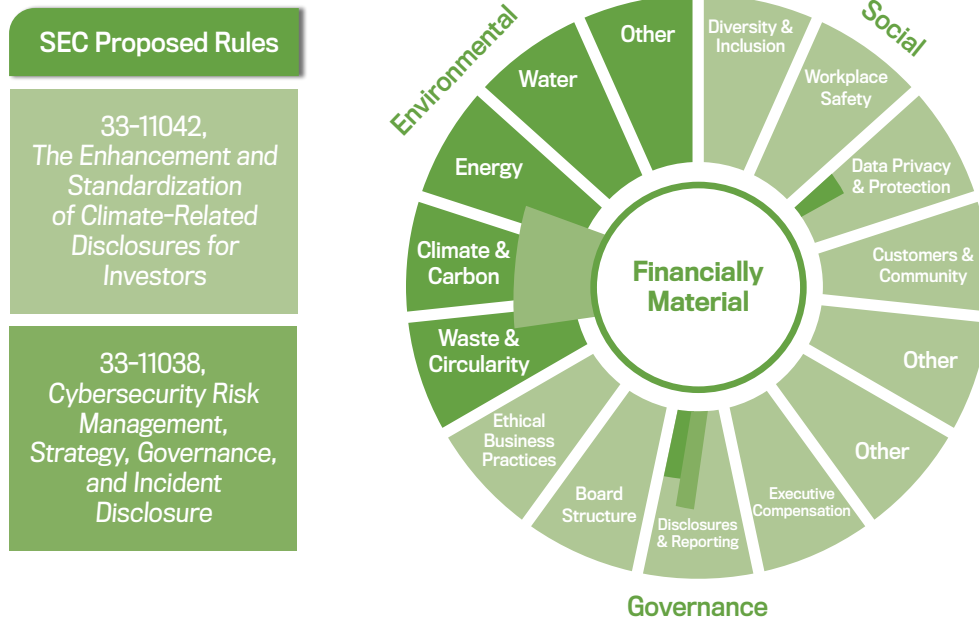 SEC Proposed Rules
33-11042,
The Enhancement and
Standardization
of Climate-Related
Disclosures for
Investors
33-11038,
Cybersecurity Risk
Management,
Strategy, Governance,
and Incident
Disclosure
Environmental
Social
Other
Diversity &
Inclusion
Water
Workplace
Safety
Energy
Data Privacy
& Protection
Climate &
Carbon
Customers &
Community
Financially
Material
Waste &
Circularity
Other
Ethical
Business
Practices
Other
Board
Structure
Executive
Compensation
Disclosures
& Reporting
Governance